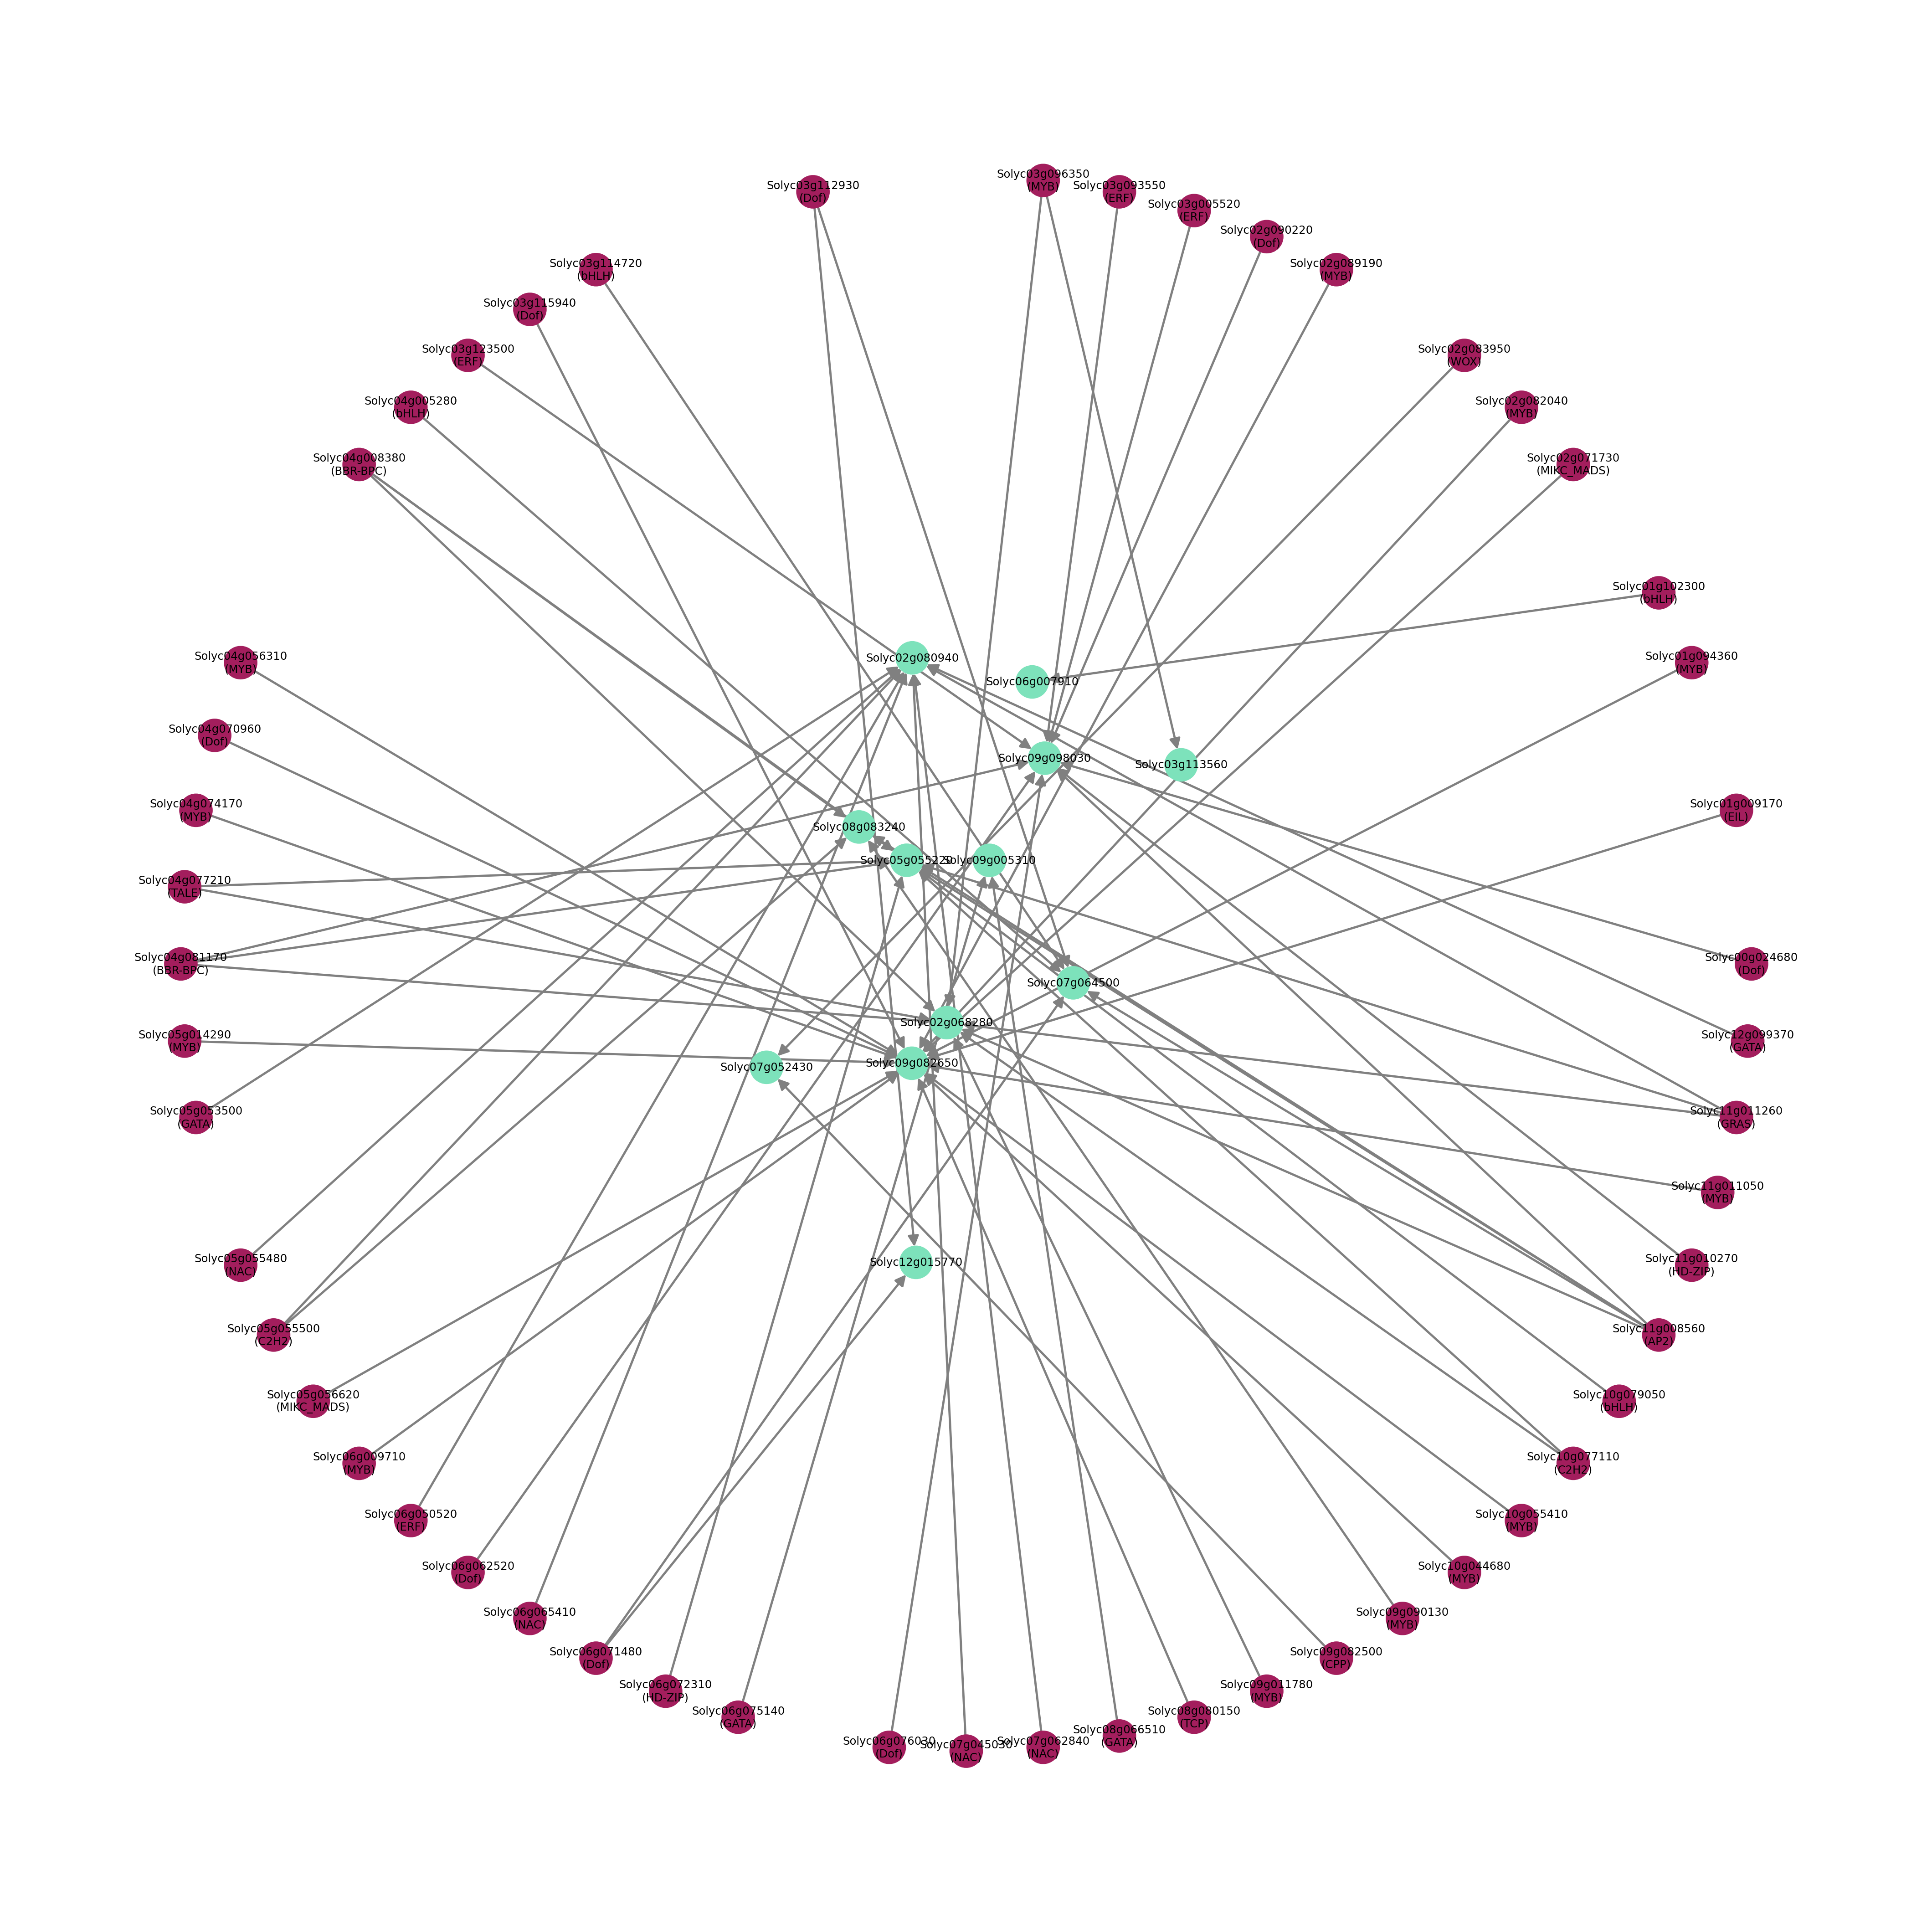 Solyc03g096350
(MYB)
Solyc03g112930
(Dof)
Solyc03g093550
(ERF)
Solyc03g005520
(ERF)
Solyc02g090220
(Dof)
Solyc03g114720
(bHLH)
Solyc02g089190
(MYB)
Solyc03g115940
(Dof)
Solyc03g123500
(ERF)
Solyc02g083950
(WOX)
Solyc04g005280
(bHLH)
Solyc02g082040
(MYB)
Solyc04g008380
(BBR-BPC)
Solyc02g071730
(MIKC_MADS)
Solyc01g102300
(bHLH)
Solyc04g056310
(MYB)
Solyc02g080940
Solyc01g094360
(MYB)
Solyc06g007910
Solyc04g070960
(Dof)
Solyc09g098030
Solyc03g113560
Solyc04g074170
(MYB)
Solyc01g009170
(EIL)
Solyc08g083240
Solyc05g055220
Solyc09g005310
Solyc04g077210
(TALE)
Solyc04g081170
(BBR-BPC)
Solyc00g024680
(Dof)
Solyc07g064500
Solyc02g068280
Solyc05g014290
(MYB)
Solyc12g099370
(GATA)
Solyc09g082650
Solyc07g052430
Solyc05g053500
(GATA)
Solyc11g011260
(GRAS)
Solyc11g011050
(MYB)
Solyc05g055480
(NAC)
Solyc12g015770
Solyc11g010270
(HD-ZIP)
Solyc05g055500
(C2H2)
Solyc11g008560
(AP2)
Solyc05g056620
(MIKC_MADS)
Solyc10g079050
(bHLH)
Solyc06g009710
(MYB)
Solyc10g077110
(C2H2)
Solyc06g050520
(ERF)
Solyc10g055410
(MYB)
Solyc06g062520
(Dof)
Solyc10g044680
(MYB)
Solyc06g065410
(NAC)
Solyc09g090130
(MYB)
Solyc06g071480
(Dof)
Solyc09g082500
(CPP)
Solyc06g072310
(HD-ZIP)
Solyc09g011780
(MYB)
Solyc06g075140
(GATA)
Solyc08g080150
(TCP)
Solyc08g066510
(GATA)
Solyc06g076030
(Dof)
Solyc07g045030
(NAC)
Solyc07g062840
(NAC)